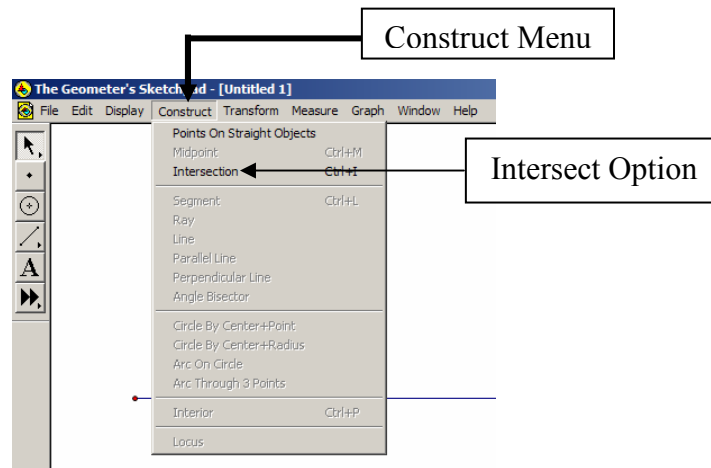 Construct Menu
The Geometer's Sketchpad - [Untitled 1]
File Edit Display Construct Transform Measure Graph Window Help
Points On Straight Objects
Midpoint Ctrl+M
Intersection Ctrl+I
Intersect Option
Segment Ctrl+L
Ray
Line
Parallel Line
Perpendicular Line
Angle Bisector
A
Circle By Center+Point
Circle By Center+Radius
Arc On Circle
Arc Through 3 Points
Interior Ctrl+P
Locus